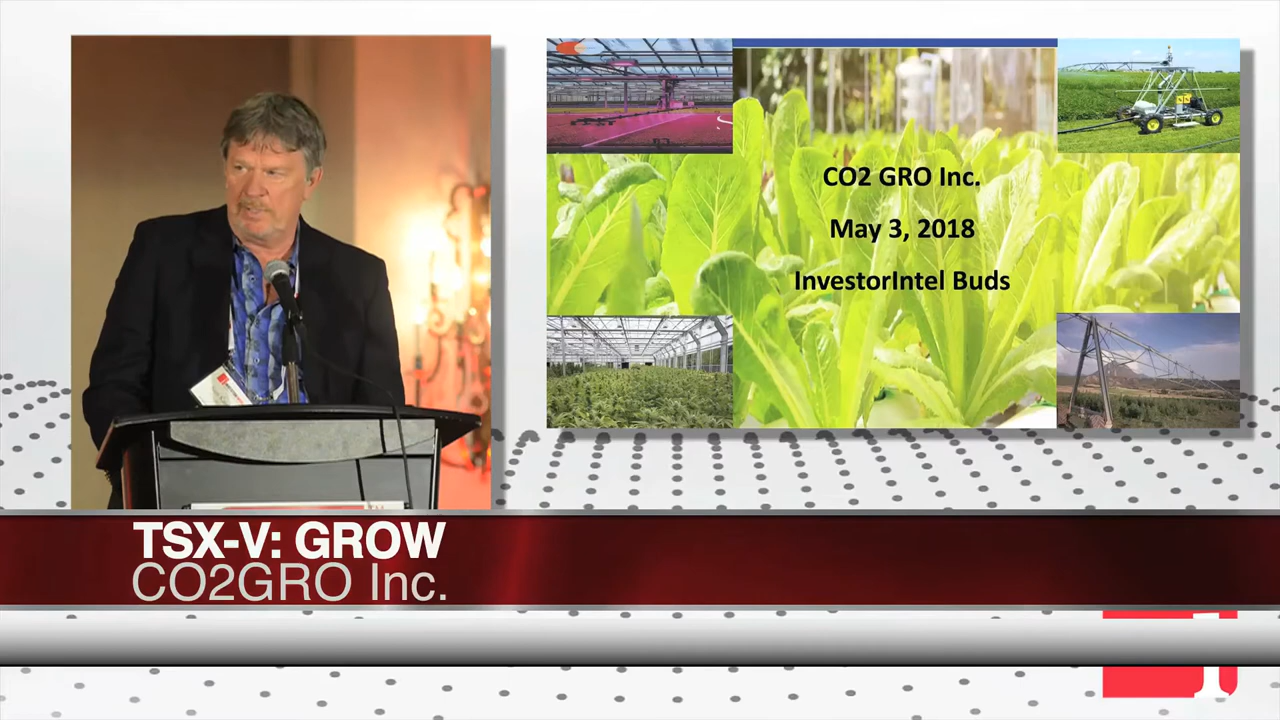 CO2 GRO Inc.
May 3, 2018
InvestorIntel Buds
TSX-V: GROW
CO2GRO Inc.